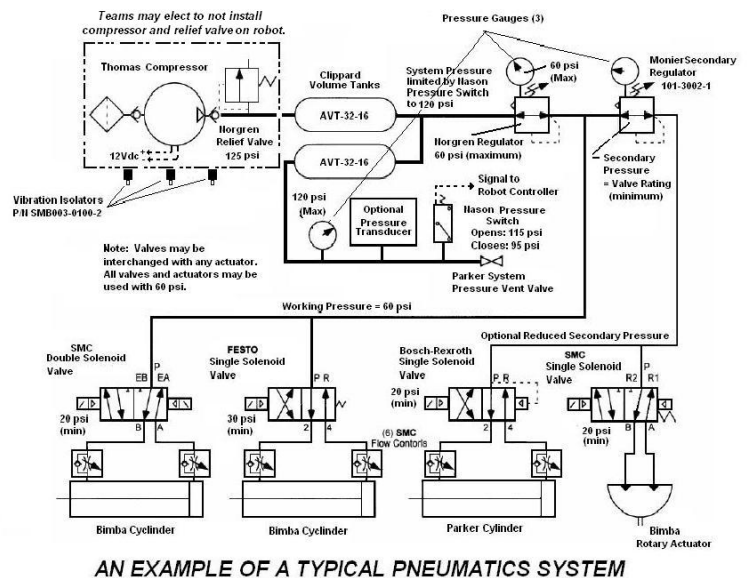 Teams may elect to not install
compressor and relief valve on robot.
Pressure Gauges (3)
Thomas Compressor
Clippard
Volume Tanks
System Pressure
limited by Nason
Pressure Switch
to 120 psi
60 psi
(Max)
Monier Secondary
Regulator
101-3002-1
AVT-32-16
Norgren
Relief Valve
125 psi
12Vdc
Norgren Regulator
60 psi (maximum)
AVT-32-16
Secondary
Pressure
= Valve Rating
(minimum)
Vibration Isolators
P/N SMB003-0100-2
Signal to
Robot Controller
120 psi
(Max)
Optional
Pressure
Transducer
Nason Pressure
Switch
Opens: 115 psi
Closes: 95 psi
Note: Valves may be
interchanged with any actuator.
All valves and actuators may be
used with 60 psi.
Parker System
Pressure Vent Valve
Working Pressure = 60 psi
Optional Reduced Secondary Pressure
SMC
Double Solenoid
Valve
P
EB EA
20 psi
(min)
B A
FESTO
Single Solenoid
Valve
P R
30 psi
(min)
2 4
Bosch-Rexroth
Single Solenoid
Valve
P R
20 psi
(min)
2 4
SMC
Single Solenoid
Valve
P
R2 R1
20 psi
(min)
B A
(6) SMC
Flow Contorls
Bimba Cyclinder
Bimba Cyclinder
Parker Cylinder
Bimba
Rotary Actuator
AN EXAMPLE OF A TYPICAL PNEUMATICS SYSTEM